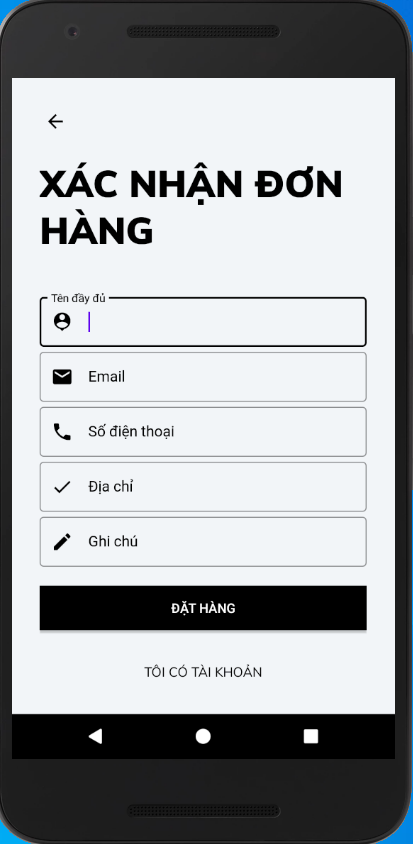 XÁC NHẬN ĐƠN
HÀNG
Tên đầy đủ
Email
Số điện thoại
Địa chỉ
Ghi chú
ĐẶT HÀNG
TÔI CÓ TÀI KHOẢN